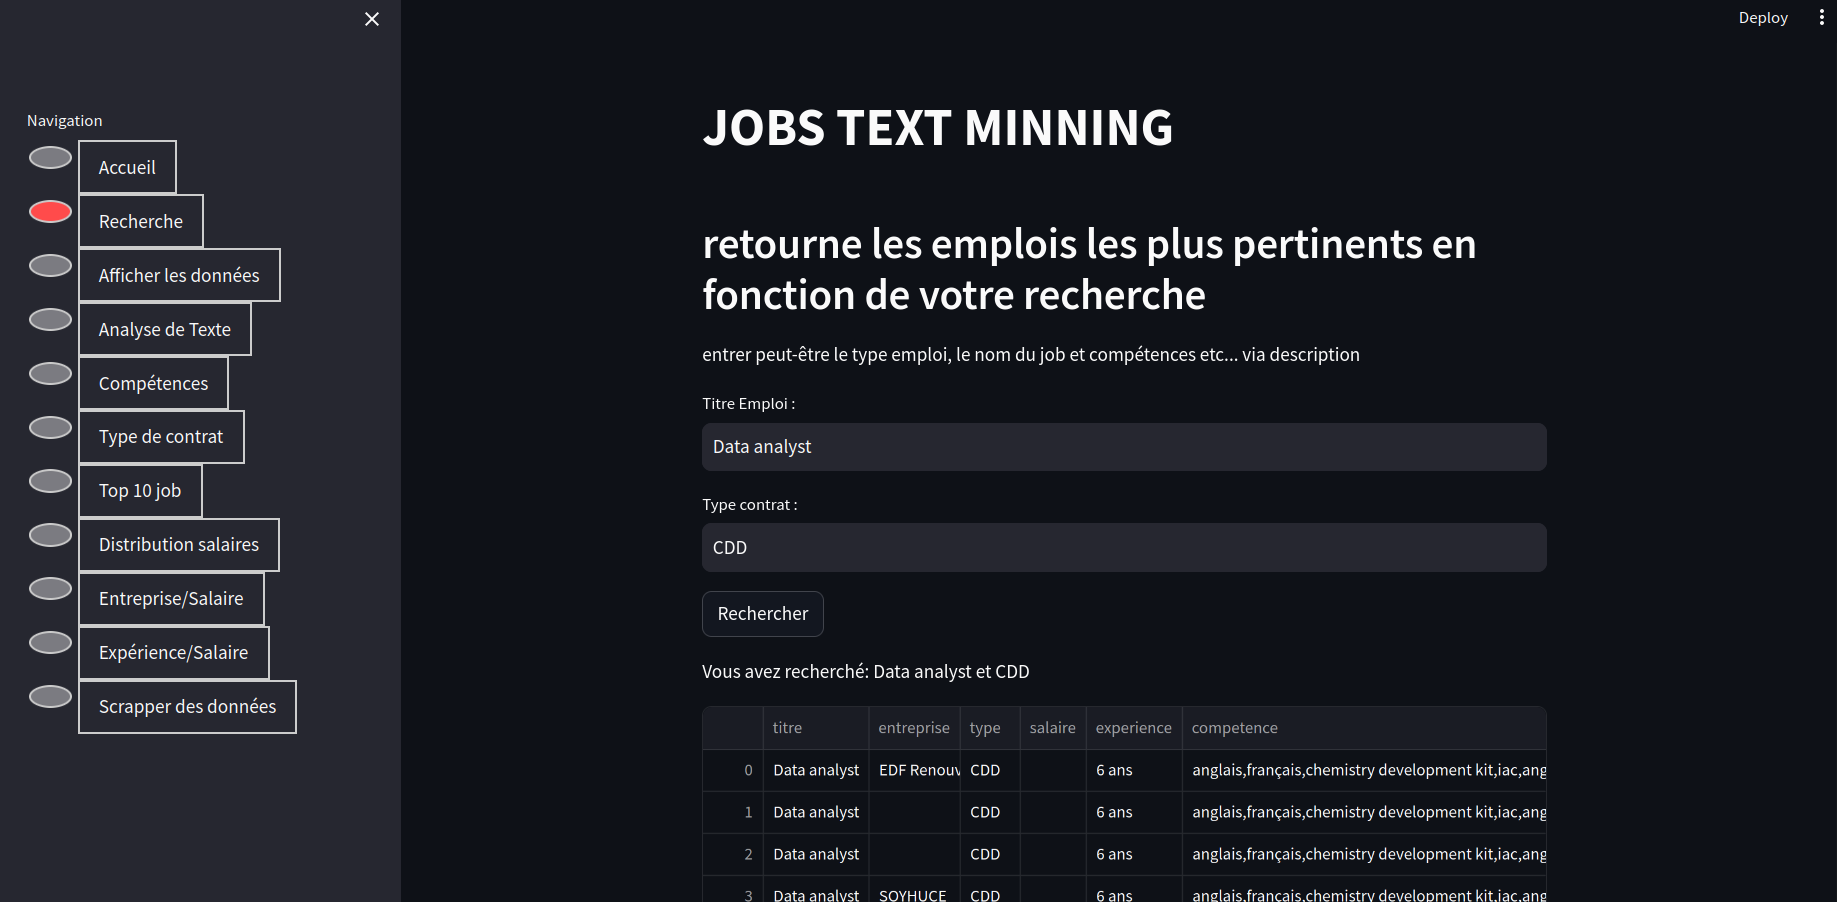 Deploy
Navigation
Accueil
Recherche
Afficher les données
Analyse de Texte
Compétences
Type de contrat
Top 10 job
Distribution salaires
Entreprise/Salaire
Expérience/Salaire
Scrapper des données
JOBS TEXT MINNING
retourne les emplois les plus pertinents en
fonction de votre recherche
entrer peut-être le type emploi, le nom du job et compétences etc... via description
Titre Emploi :
Data analyst
Type contrat :
CDD
Rechercher
Vous avez recherché: Data analyst et CDD
titre entreprise type salaire experience competence
0 Data analyst EDF Renouv CDD 6 ans anglais,français,chemistry development kit,iac,ang
1 Data analyst CDD 6 ans anglais,français,chemistry development kit,iac,ang
2 Data analyst CDD 6 ans anglais,français,chemistry development kit,iac,ang
3 Data analyst SOYHUCE CDD 6 ans anglais,français,chemistry development kit,iac,ang